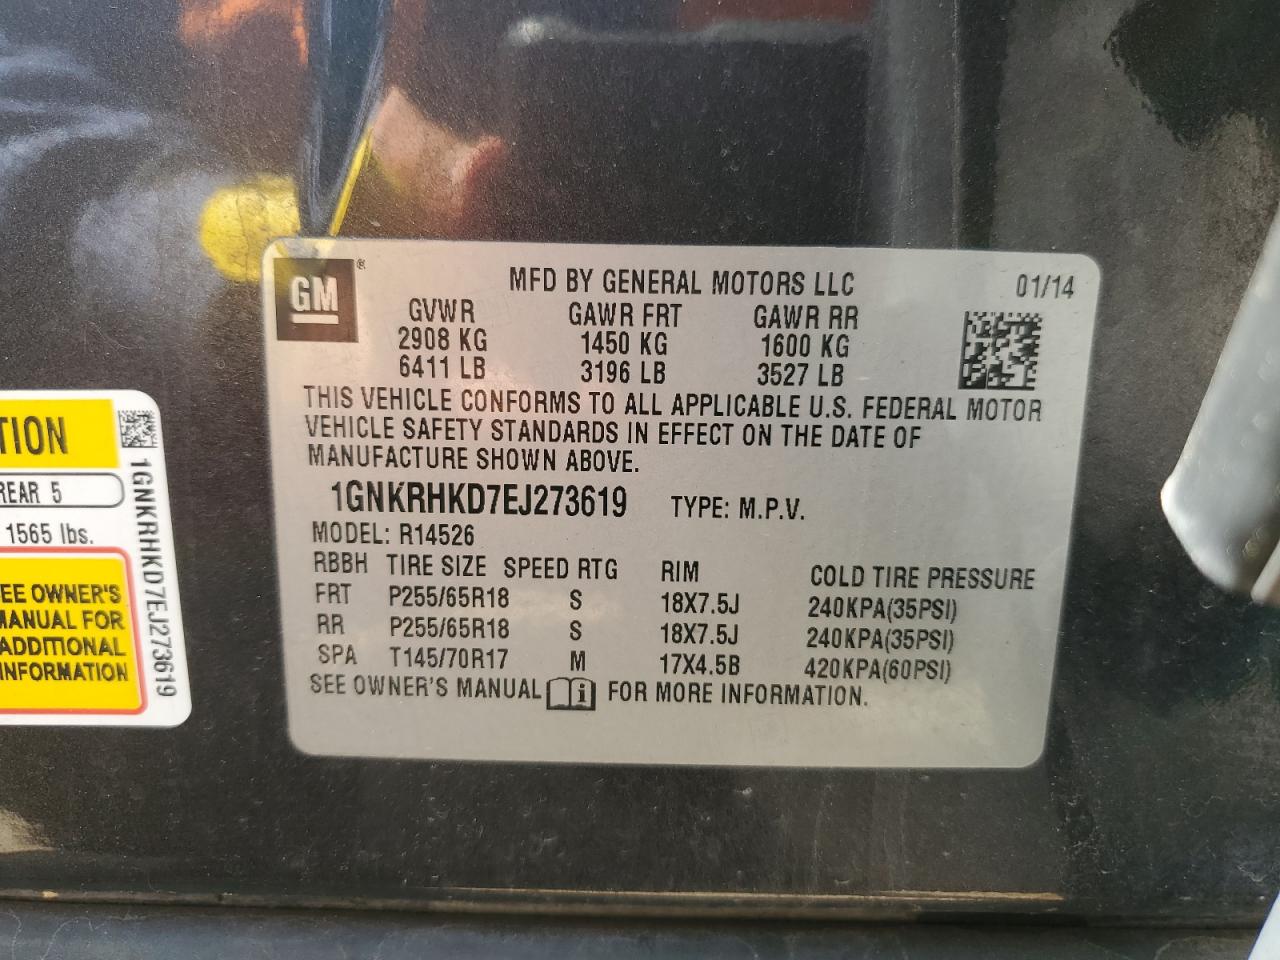 GM®
MFD BY GENERAL MOTORS LLC 01/14
GVWR GAWR FRT GAWR RR
2908 KG 1450 KG 1600 KG
6411 LB 3196 LB 3527 LB
THIS VEHICLE CONFORMS TO ALL APPLICABLE U.S. FEDERAL MOTOR
VEHICLE SAFETY STANDARDS IN EFFECT ON THE DATE OF
MANUFACTURE SHOWN ABOVE.
1GNKRHKD7EJ273619 TYPE: M.P.V.
MODEL: R14526
RBBH TIRE SIZE SPEED RTG RIM COLD TIRE PRESSURE
FRT P255/65R18 S 18X7.5J 240KPA(35PSI)
RR P255/65R18 S 18X7.5J 240KPA(35PSI)
SPA T145/70R17 M 17X4.5B 420KPA(60PSI)
SEE OWNER'S MANUAL i FOR MORE INFORMATION.
TION
REAR 5
1565 lbs.
EE OWNER'S
MANUAL FOR
ADDITIONAL
INFORMATION
1GNKRHKD7EJ273619